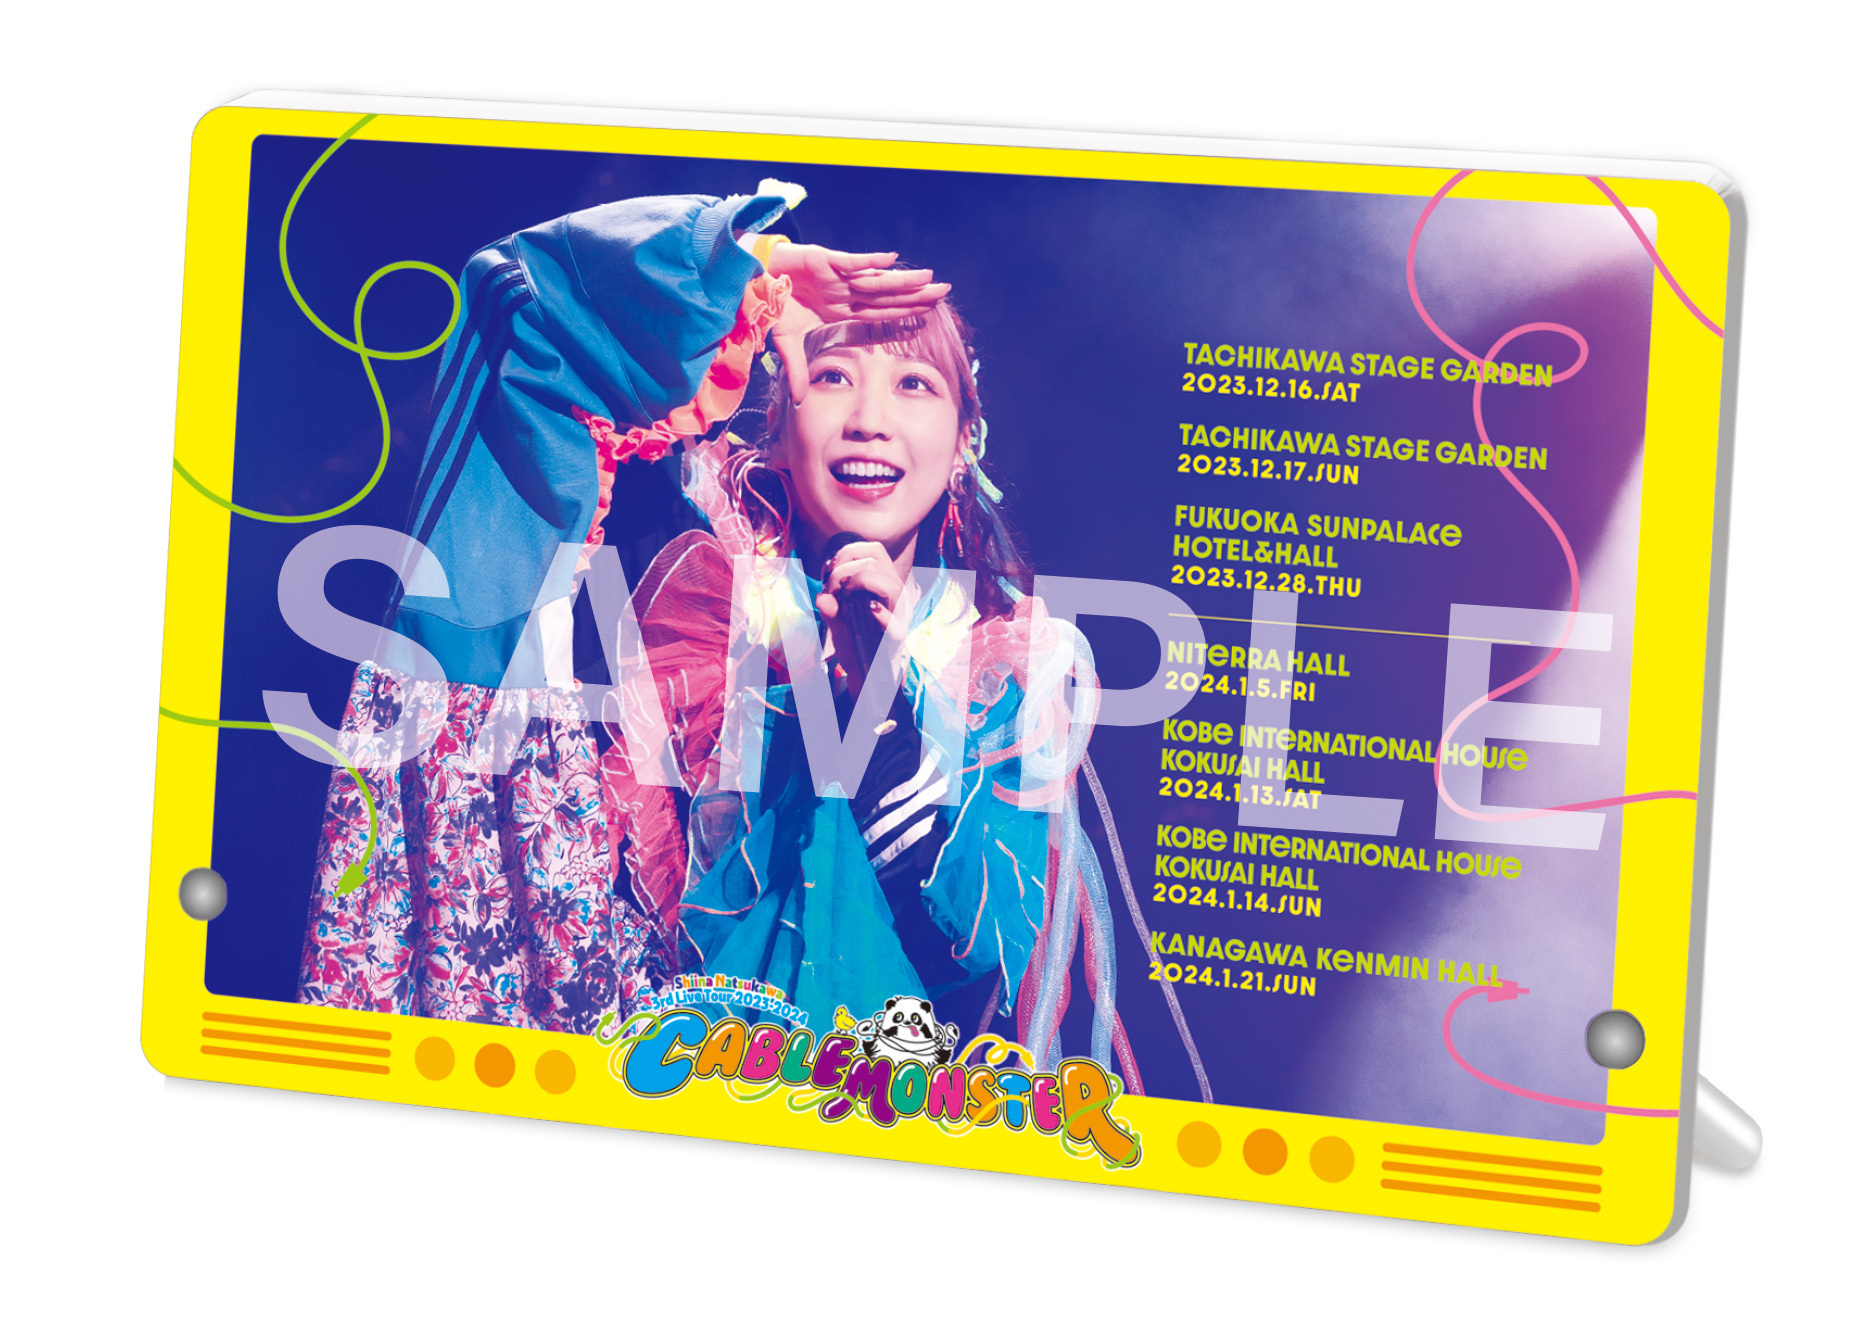 TACHIKAWA STAGE GARDEN
2023.12.16.SAT
TACHIKAWA STAGE GARDEN
2023.12.17.SUN
FUKUOKA SUNPALACe
HOTEL&HALL
2023.12.28.THU
NITeRRA HALL
2024.1.5.FRI
KOBe INTeRNATIONAL HOUSe
KOKUSAI HALL
2024.1.13.SAT
KOBe INTeRNATIONAL HOUSe
KOKUSAI HALL
2024.1.14.SUN
KANAGAWA KeNMIN HALL
2024.1.21.SUN
SAMPLE
Shiina Natsukawa
3rd Live Tour 2023-2024
CABLEMONSTER